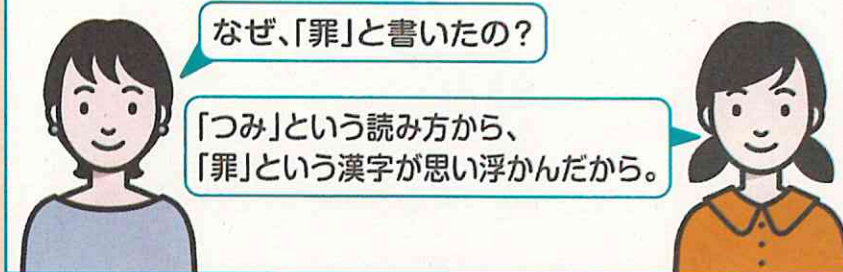 なぜ、「罪」と書いたの?
「つみ」という読み方から、
「罪」という漢字が思い浮かんだから。